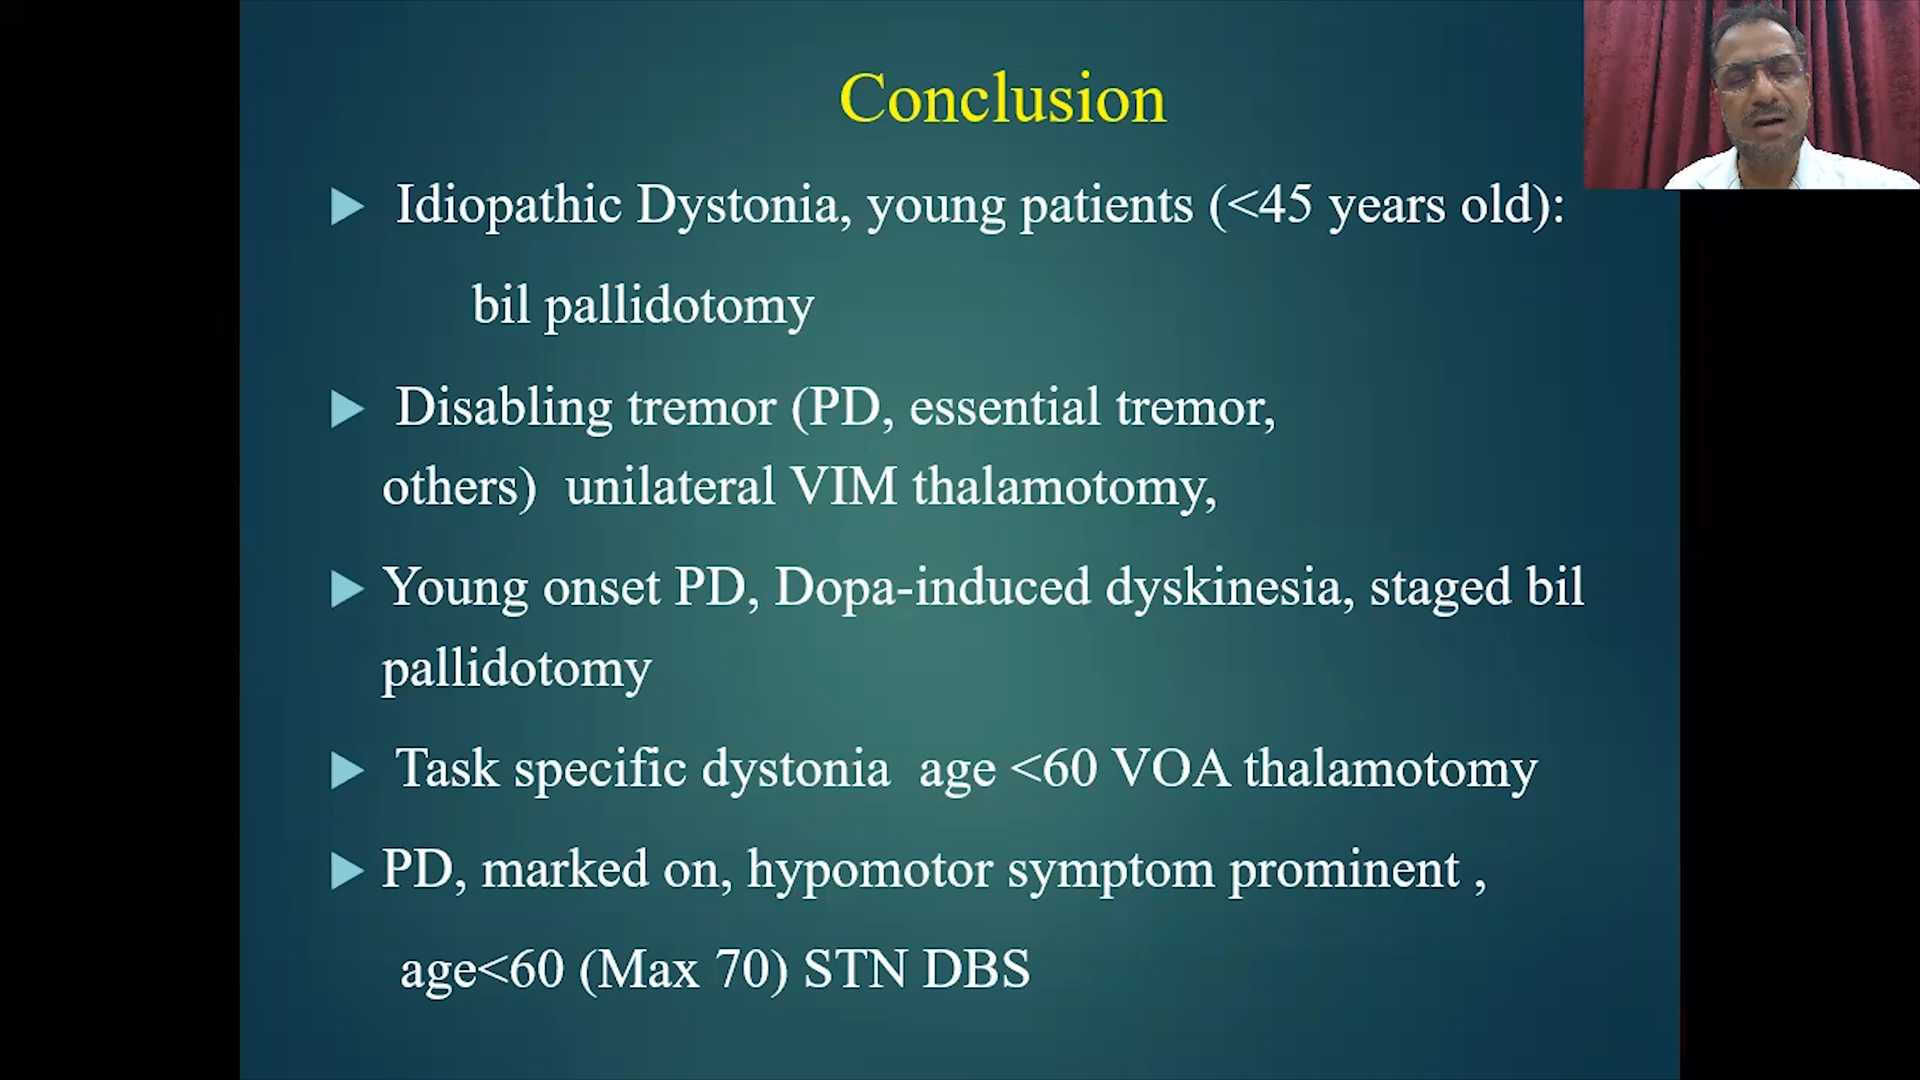 Conclusion
Idiopathic Dystonia, young patients (<45 years old):
bil pallidotomy
Disabling tremor (PD, essential tremor,
others) unilateral VIM thalamotomy,
Young onset PD, Dopa-induced dyskinesia, staged bil
pallidotomy
Task specific dystonia age <60 VOA thalamotomy
PD, marked on, hypomotor symptom prominent ,
age<60 (Max 70) STN DBS